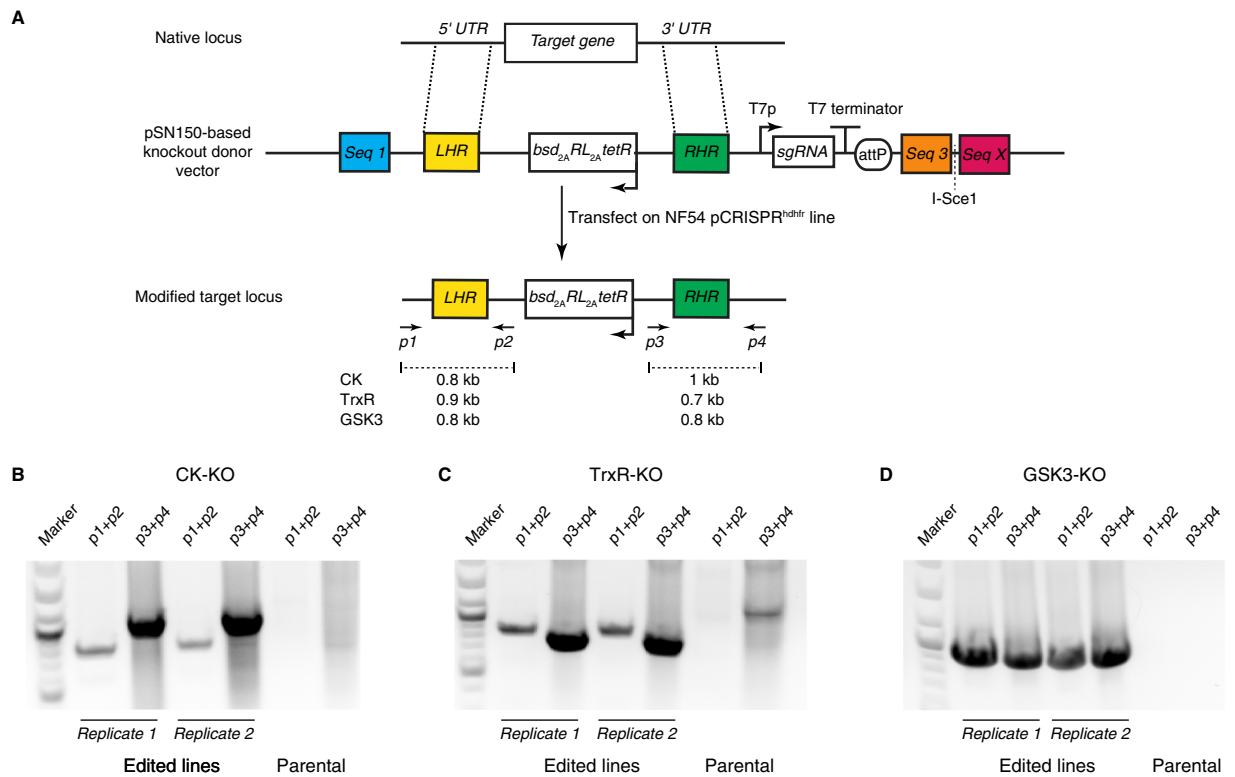 A
Native locus
5' UTR
Target gene
3' UTR
pSN150-based
knockout donor
vector
Seq 1
LHR
bsd2ARL2AtetR
RHR
T7p
T7 terminator
sgRNA
attP
Seq 3
Seq X
I-Sce1
Transfect on NF54 pCRISPRhdhfr line
Modified target locus
LHR
bsd2ARL2AtetR
RHR
p1
p2
p3
p4
CK 0.8 kb 1 kb
TrxR 0.9 kb 0.7 kb
GSK3 0.8 kb 0.8 kb
B
CK-KO
Marker
p1+p2
p3+p4
p1+p2
p3+p4
p1+p2
p3+p4
Replicate 1
Replicate 2
Edited lines
Parental
C
TrxR-KO
Marker
p1+p2
p3+p4
p1+p2
p3+p4
p1+p2
p3+p4
Replicate 1
Replicate 2
Edited lines
Parental
D
GSK3-KO
Marker
p1+p2
p3+p4
p1+p2
p3+p4
p1+p2
p3+p4
Replicate 1
Replicate 2
Edited lines
Parental